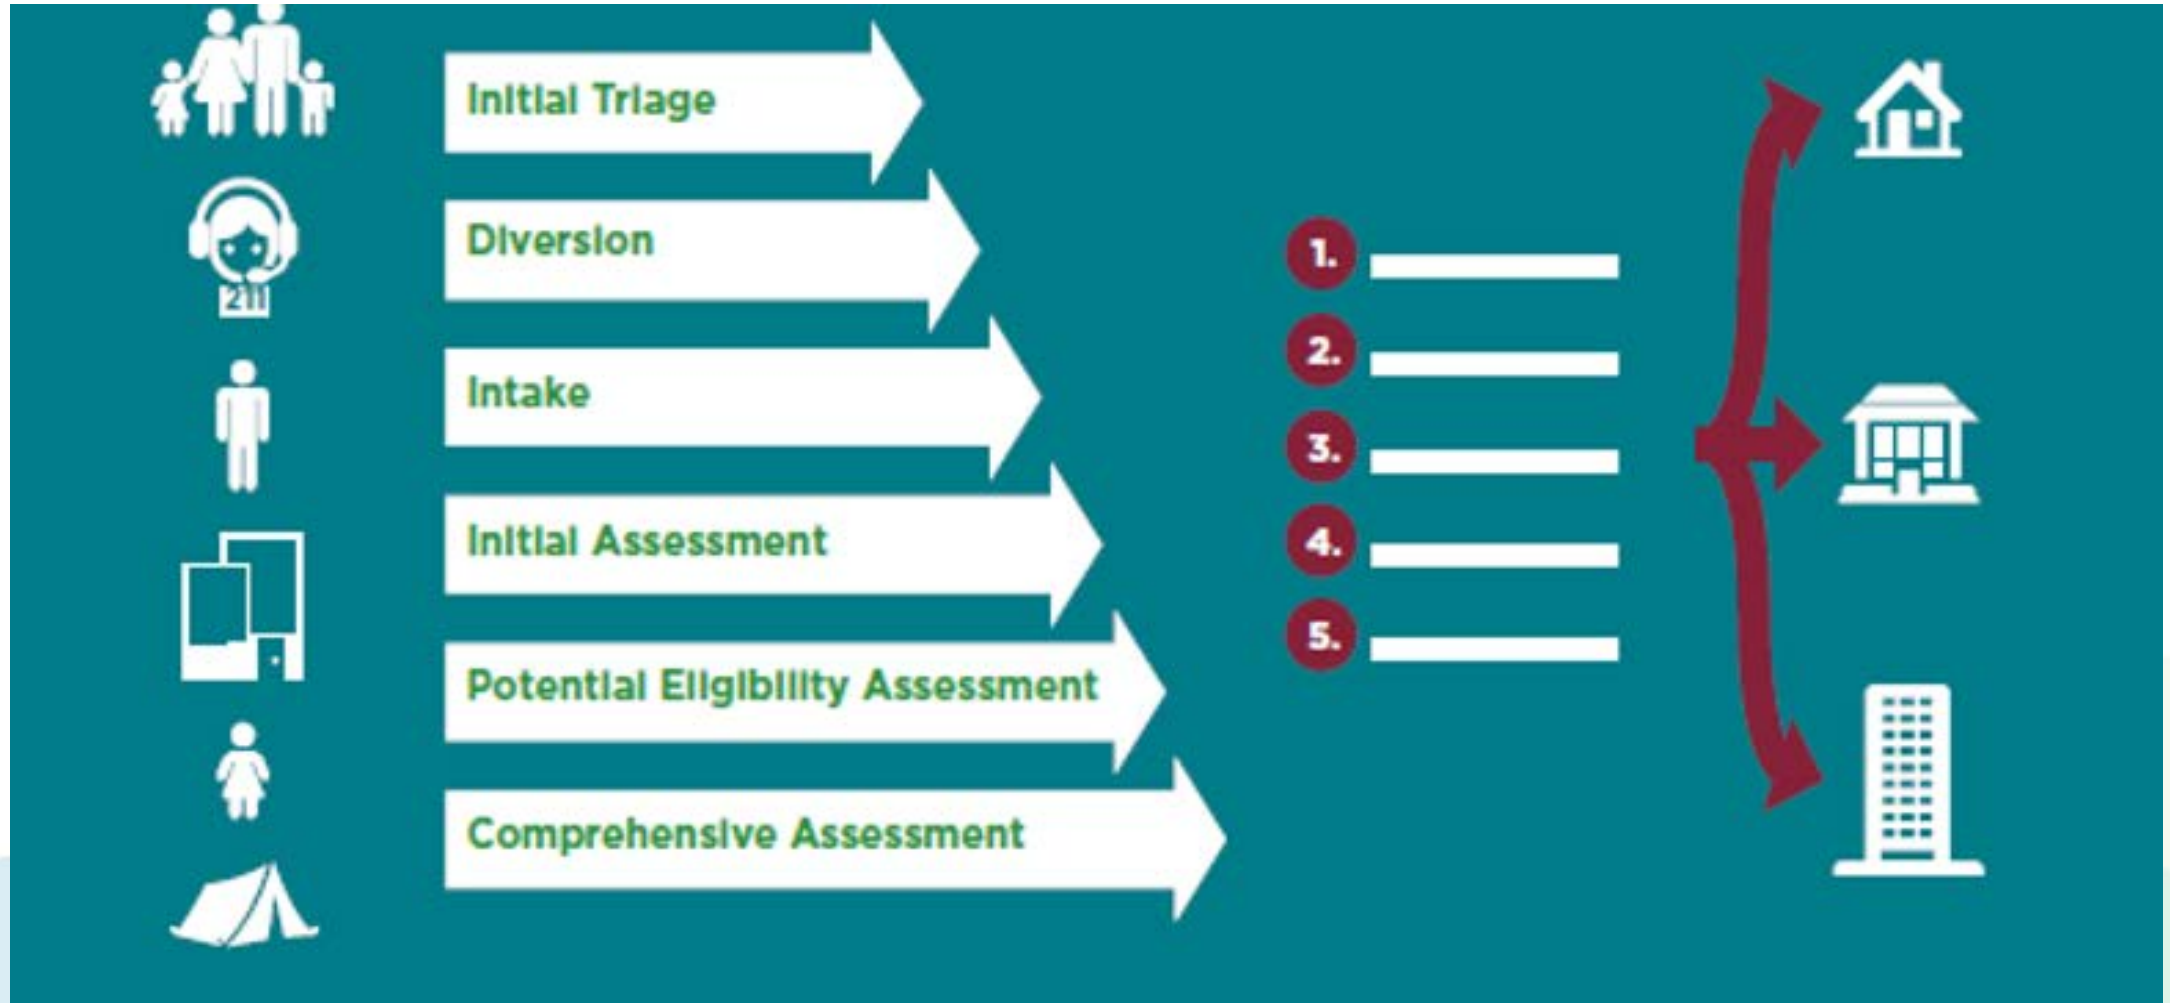 Initial Triage
Diversion
211
Intake
Initial Assessment
Potential Eligibility Assessment
Comprehensive Assessment
1.
2.
3.
4.
5.